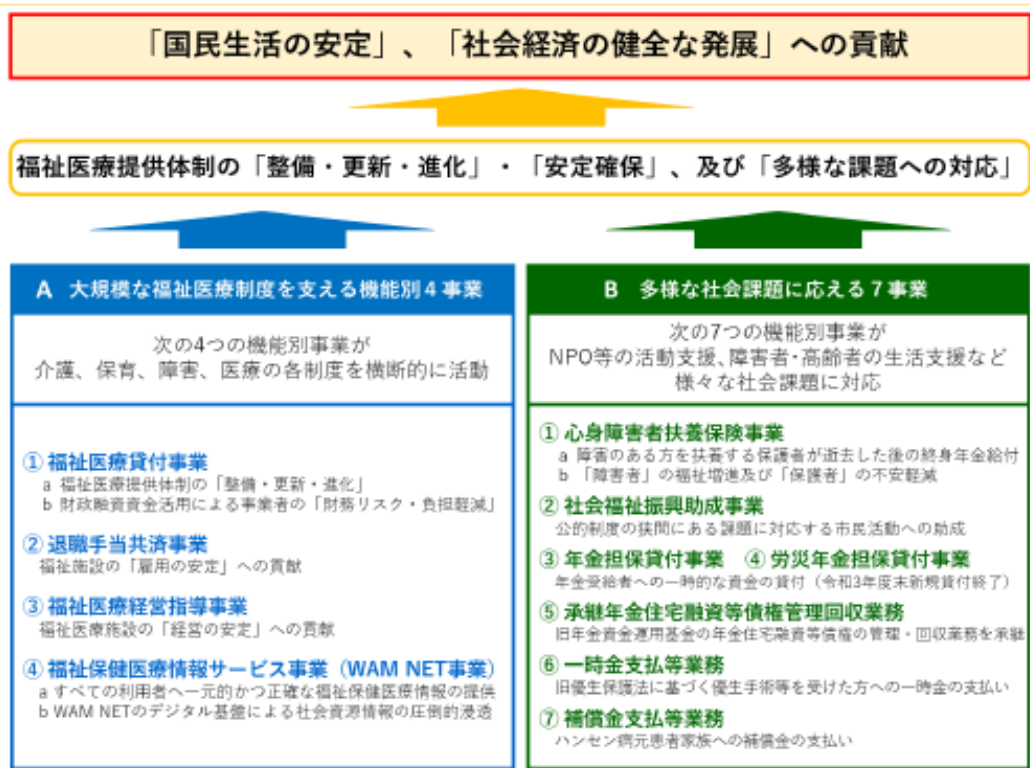 「国民生活の安定」、「社会経済の健全な発展」への貢献
福祉医療提供体制の「整備・更新・進化」・「安定確保」、及び「多様な課題への対応」
A 大規模な福祉医療制度を支える機能別4事業
次の4つの機能別事業が
介護、保育、障害、医療の各制度を横断的に活動
① 福祉医療貸付事業
a 福祉医療提供体制の「整備・更新・進化」
b 財政融資資金活用による事業者の「財務リスク・負担軽減」
② 退職手当共済事業
福祉施設の「雇用の安定」への貢献
③ 福祉医療経営指導事業
福祉医療施設の「経営の安定」への貢献
④ 福祉保健医療情報サービス事業（WAM NET事業）
a すべての利用者へ一元的かつ正確な福祉保健医療情報の提供
b WAM NETのデジタル基盤による社会資源情報の圧倒的浸透
B 多様な社会課題に応える7事業
次の7つの機能別事業が
NPO等の活動支援、障害者・高齢者の生活支援など
様々な社会課題に対応
① 心身障害者扶養保険事業
a 障害のある方を扶養する保護者が逝去した後の終身年金給付
b 「障害者」の福祉増進及び「保護者」の不安軽減
② 社会福祉振興助成事業
公的制度の狭間にある課題に対応する市民活動への助成
③ 年金担保貸付事業 ④ 労災年金担保貸付事業
年金受給者への一時的な資金の貸付（令和3年度末新規貸付終了）
⑤ 承継年金住宅融資等債権管理回収業務
旧年金資金運用基金の年金住宅融資等債権の管理・回収業務を承継
⑥ 一時金支払等業務
旧優生保護法に基づく優生手術等を受けた方への一時金の支払い
⑦ 補償金支払等業務
ハンセン病元患者家族への補償金の支払い